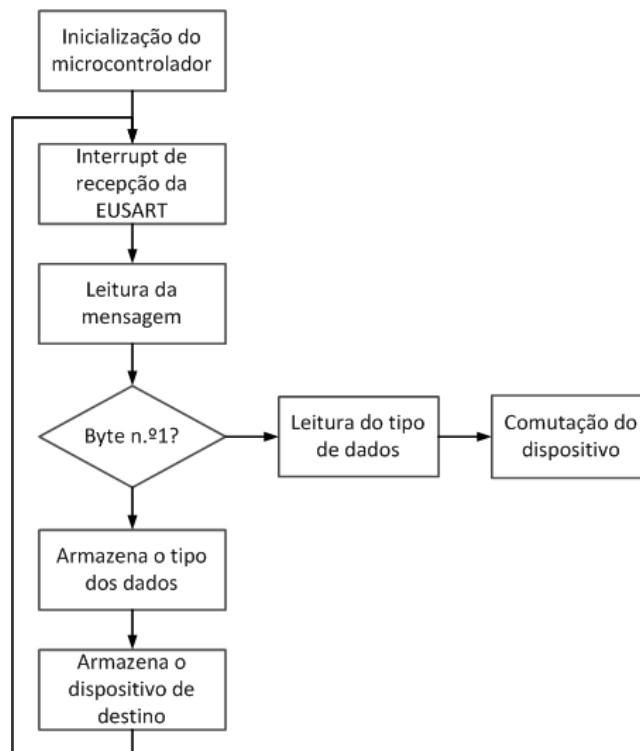 Inicialização do
microcontrolador
Interrupt de
recepção da
EUSART
Leitura da
mensagem
Byte n.º1?
Leitura do tipo
de dados
Comutação do
dispositivo
Armazena o tipo
dos dados
Armazena o
dispositivo de
destino